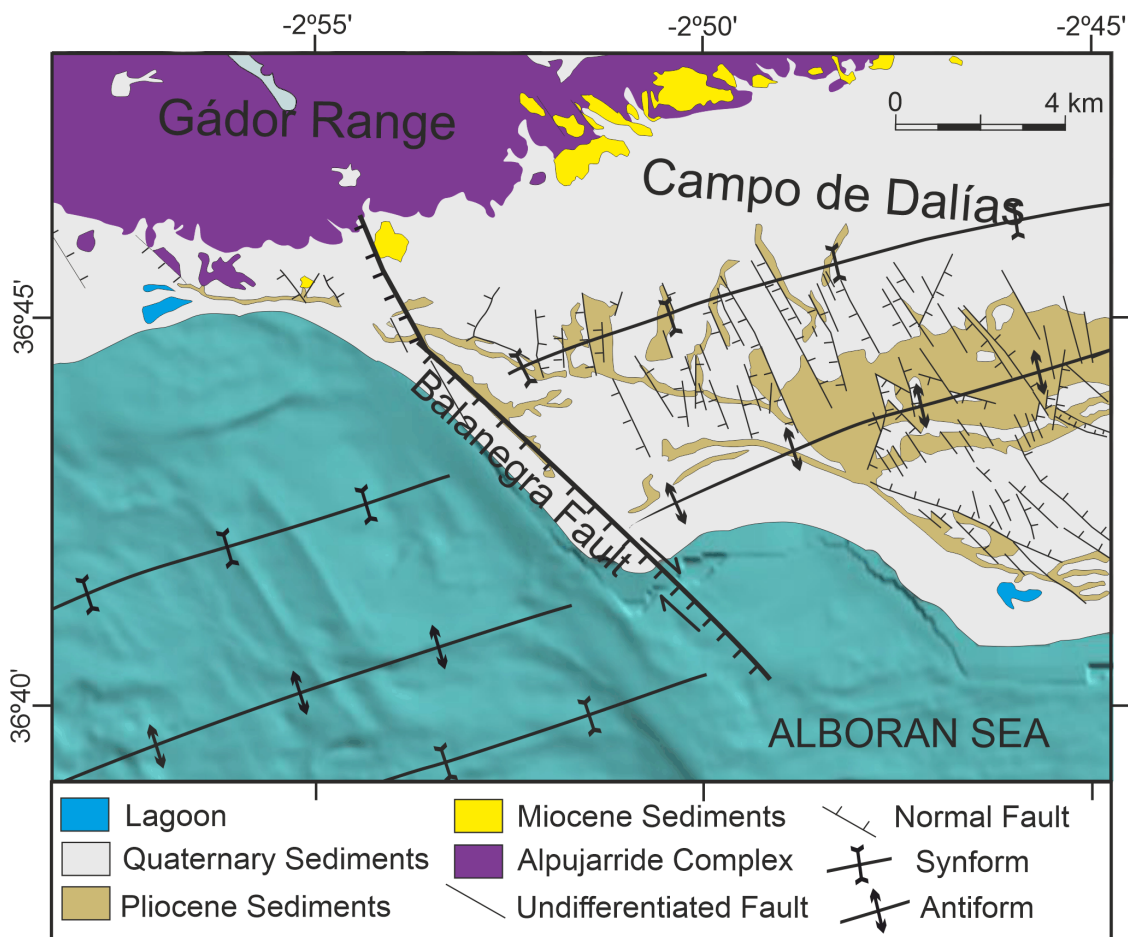 -2º55'
-2º50'
-2º45'
Gádor Range
0
4 km
Campo de Dalías
36º45'
Balanegra Fault
36º40'
ALBORAN SEA
Lagoon
Miocene Sediments
Normal Fault
Quaternary Sediments
Alpujarride Complex
Synform
Pliocene Sediments
Undifferentiated Fault
Antiform